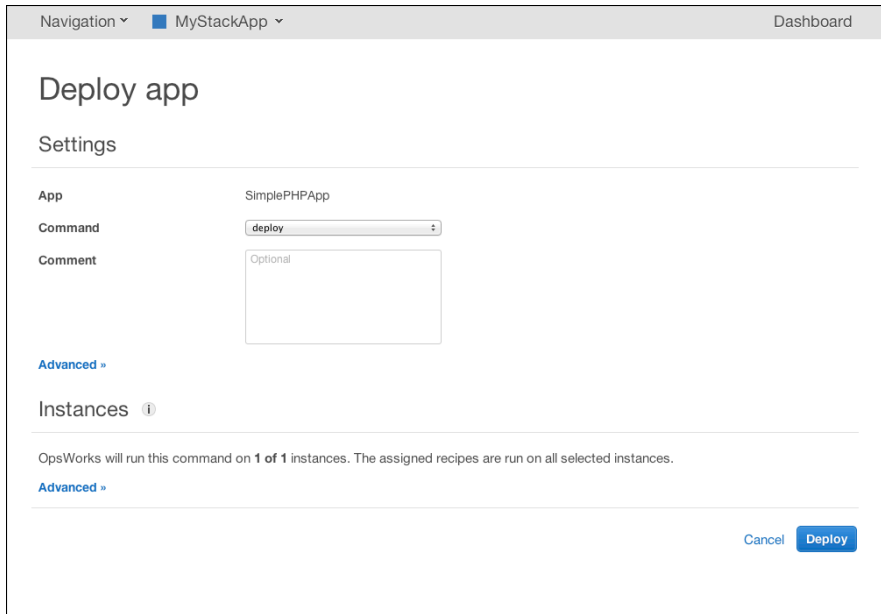 Navigation MyStackApp Dashboard
Deploy app
Settings
App SimplePHPApp
Command deploy
Comment Optional
Advanced »
Instances i
OpsWorks will run this command on 1 of 1 instances. The assigned recipes are run on all selected instances.
Advanced »
Cancel Deploy